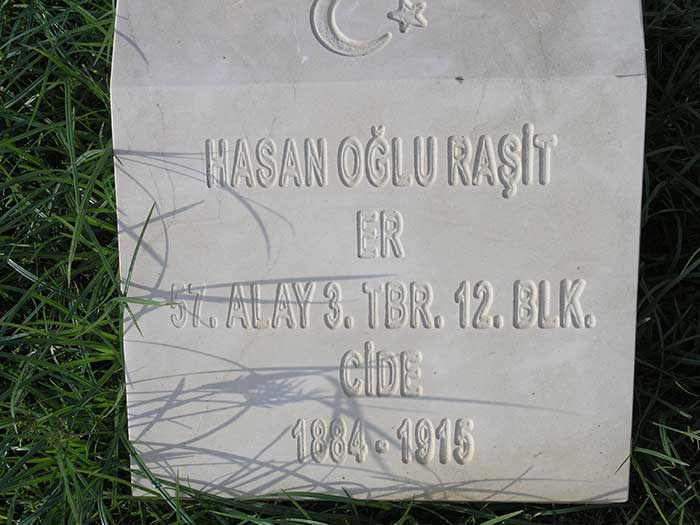 HASAN OĞLU RAŞİT
ER
57. ALAY 3. TBR. 12. BLK.
CİDE
1884 - 1915